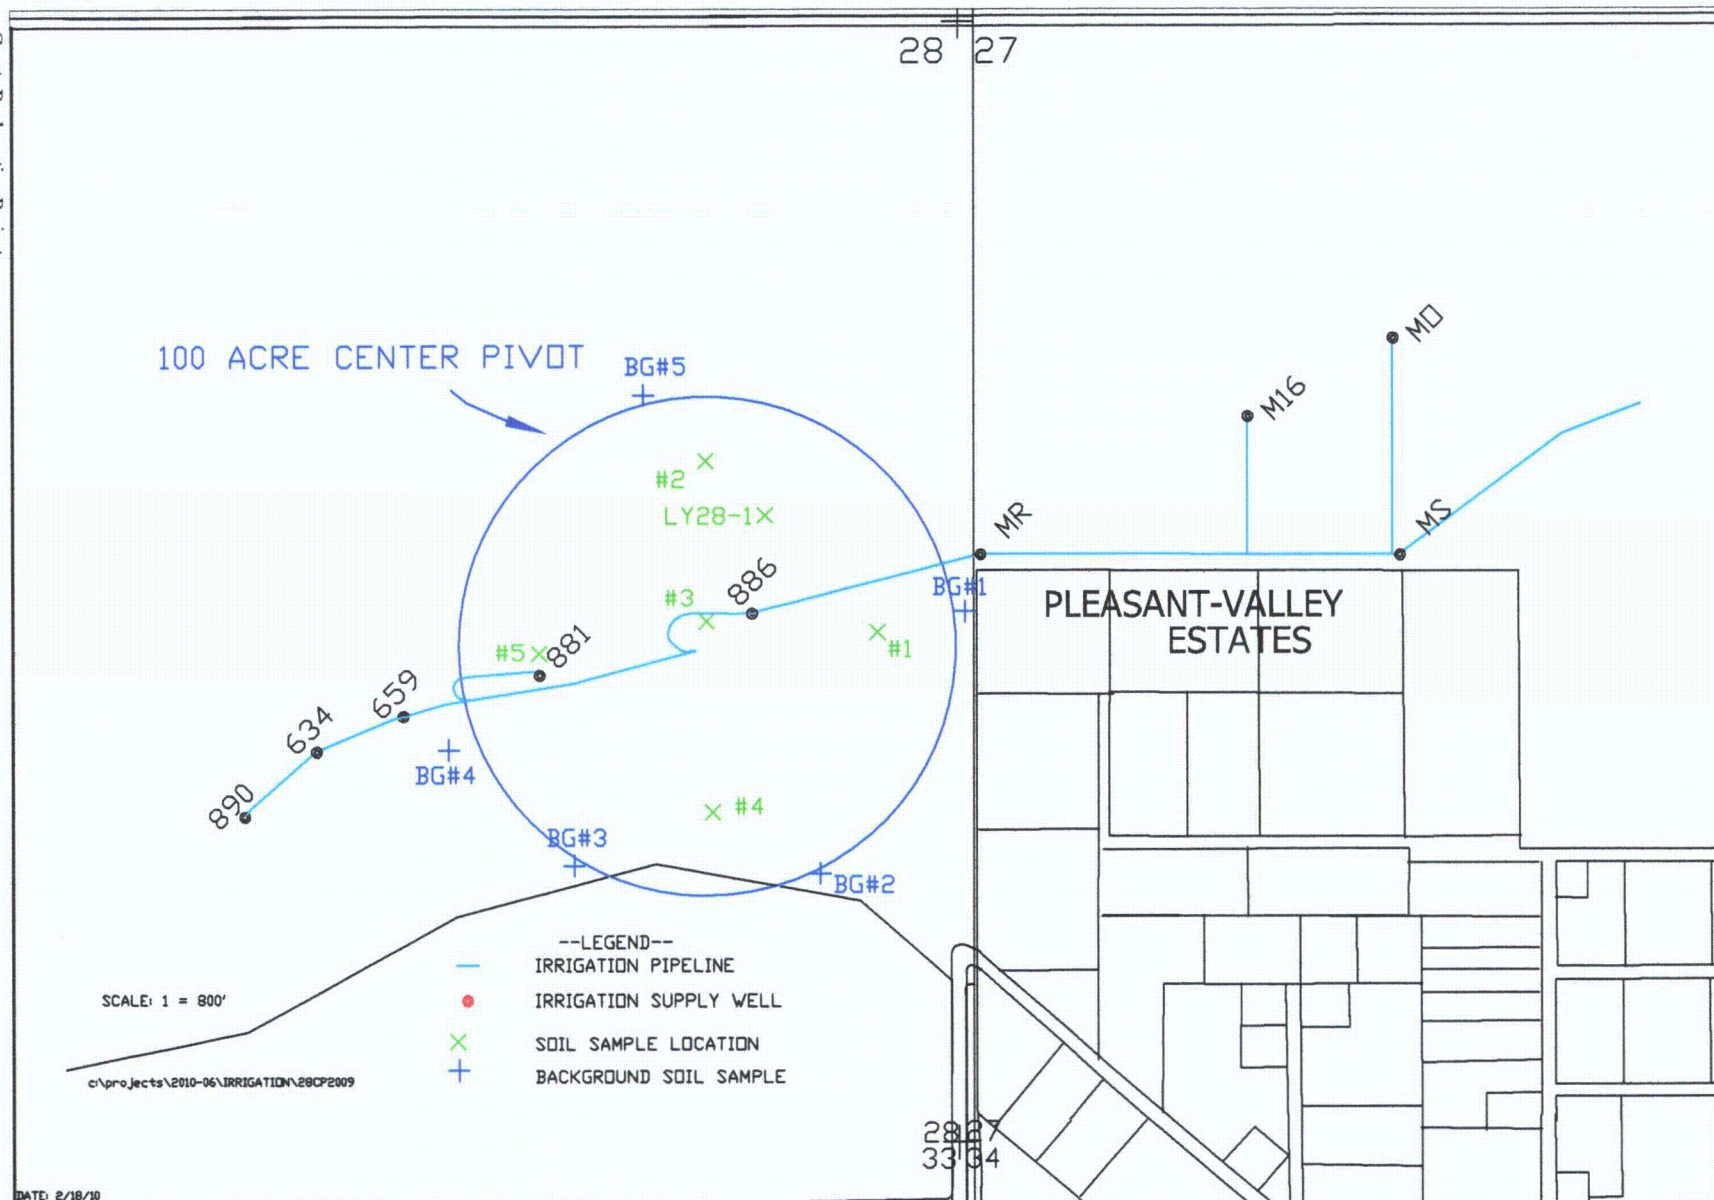 28 27
MO
100 ACRE CENTER PIVOT
BG#5
M16
#2
LY28-1
MR
MS
886
BG#1
#3
PLEASANT-VALLEY
ESTATES
#1
#5
881
659
634
BG#4
890
#4
BG#3
BG#2
--LEGEND--
IRRIGATION PIPELINE
SCALE: 1 = 800'
IRRIGATION SUPPLY WELL
SOIL SAMPLE LOCATION
BACKGROUND SOIL SAMPLE
c:\projects\2010-06\IRRIGATION\28CP2009
28 27
33 34
DATE: 2/18/10